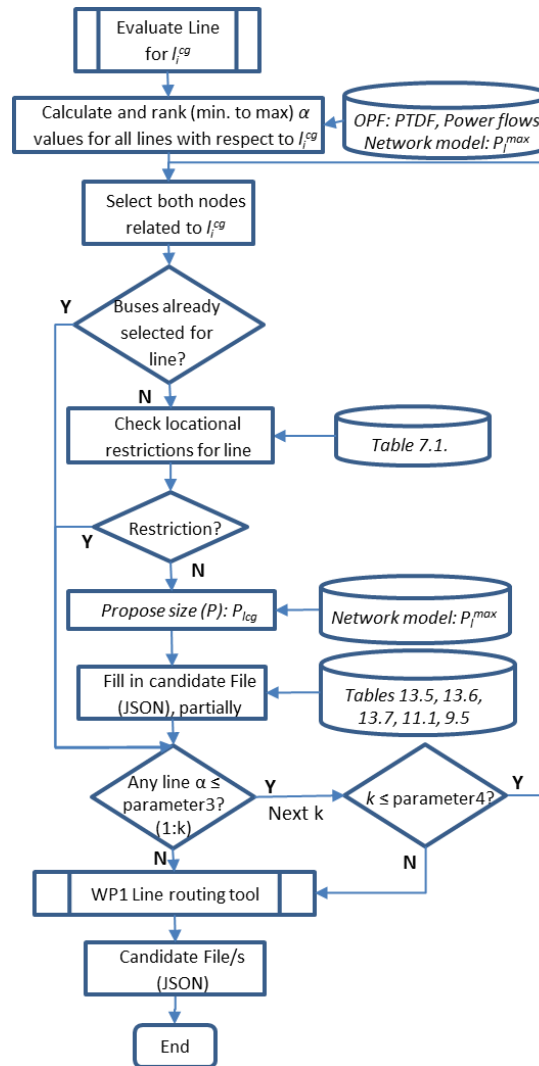 Evaluate Line
for l_i^cg
Calculate and rank (min. to max) α
values for all lines with respect to l_i^cg
OPF: PTDF, Power flows
Network model: P_l^max
Select both nodes
related to l_i^cg
Y
Buses already
selected for
line?
N
Check locational
restrictions for line
Table 7.1.
Y
Restriction?
N
Propose size (P): P_lcg
Network model: P_l^max
Fill in candidate File
(JSON), partially
Tables 13.5, 13.6,
13.7, 11.1, 9.5
Any line α ≤
parameter3?
(1:k)
Y
Next k
k ≤ parameter4?
Y
N
N
WP1 Line routing tool
Candidate File/s
(JSON)
End